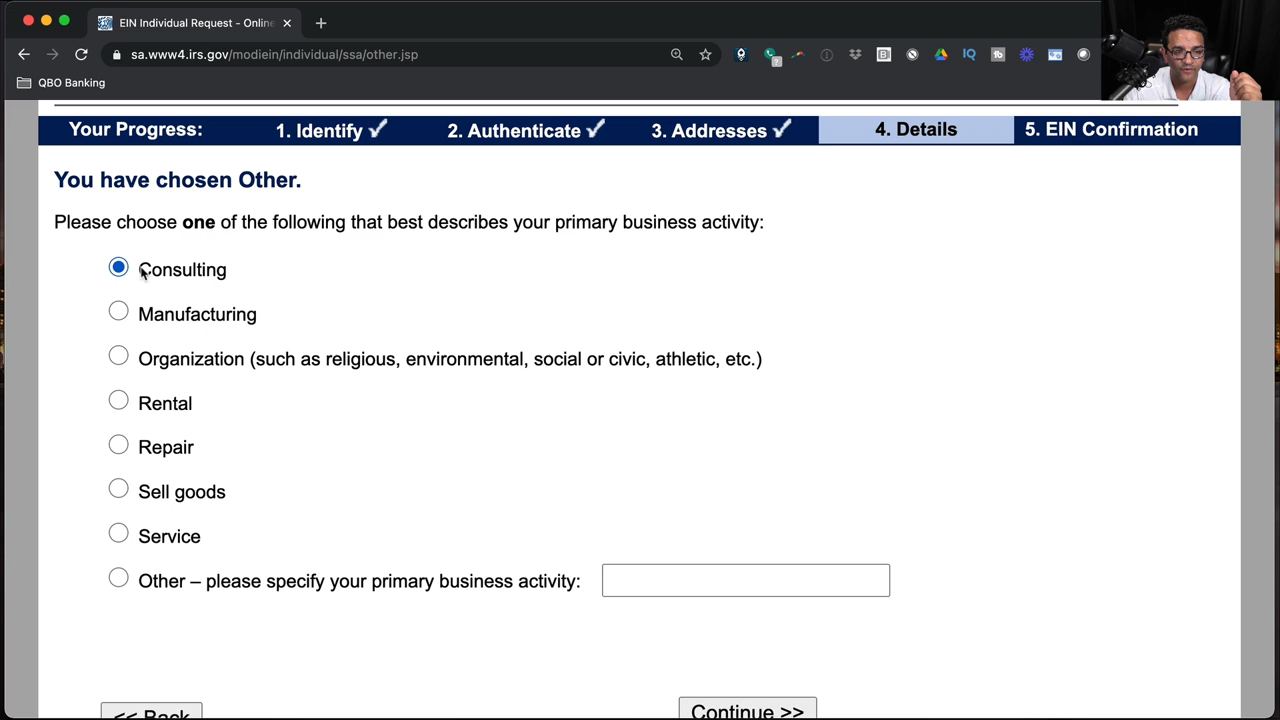 EIN Individual Request - Online
sa.www4.irs.gov/modiein/individual/ssa/other.jsp
QBO Banking
Your Progress: 1. Identify ✓ 2. Authenticate ✓ 3. Addresses ✓ 4. Details 5. EIN Confirmation
You have chosen Other.
Please choose one of the following that best describes your primary business activity:
Consulting
Manufacturing
Organization (such as religious, environmental, social or civic, athletic, etc.)
Rental
Repair
Sell goods
Service
Other – please specify your primary business activity:
<< Back Continue >>